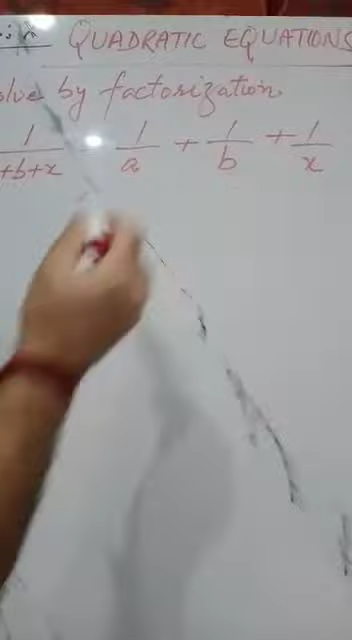 QUADRATIC EQUATIONS
by factorization
1/+b+x 1/a + 1/b + 1/x